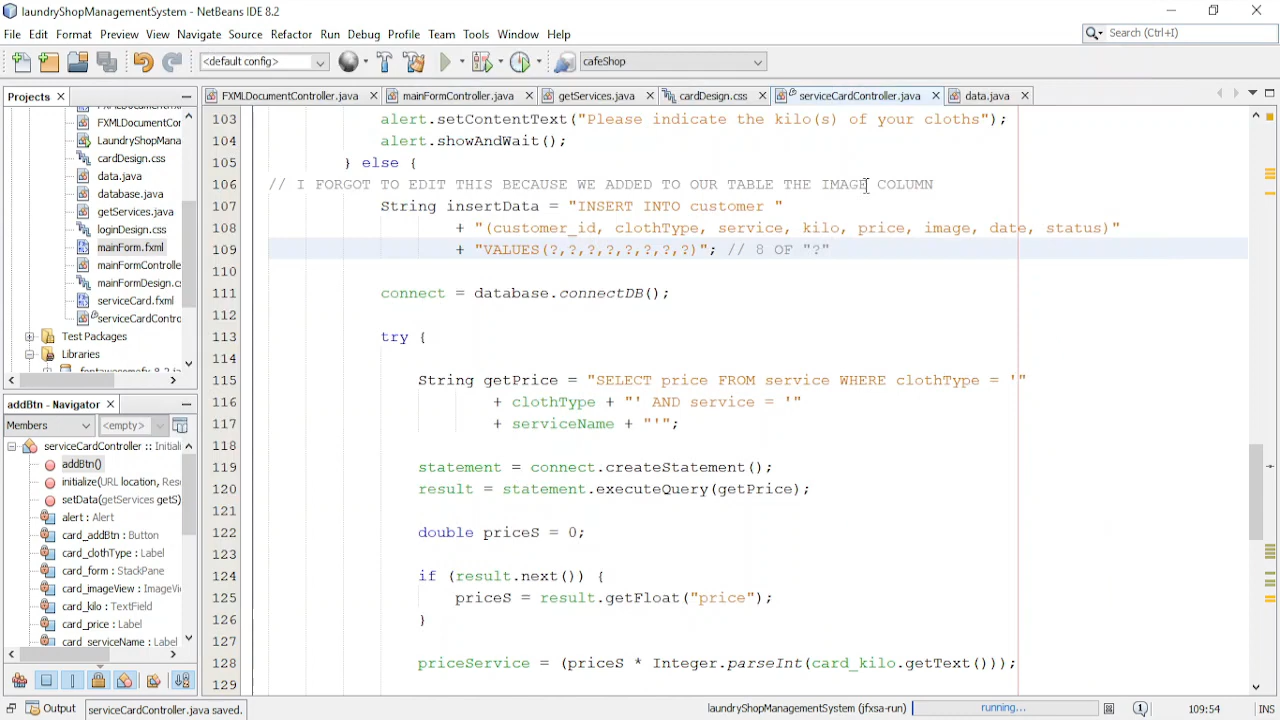 laundryShopManagementSystem - NetBeans IDE 8.2
File Edit Format Preview View Navigate Source Refactor Run Debug Profile Team Tools Window Help
Search (Ctrl+I)
<default config>
cafeShop
Projects
FXMLDocumentController.java
mainFormController.java
getServices.java
cardDesign.css
serviceCardController.java
data.java
FXMLDocumentCor
LaundryShopMana
cardDesign.css
data.java
database.java
getServices.java
loginDesign.css
mainForm.fxml
mainFormControlle
mainFormDesign.c
serviceCard.fxml
serviceCardContro
Test Packages
Libraries
addBtn - Navigator
Members
<empty>
serviceCardController :: Initiali
addBtn()
initialize(URL location, Reso
setData(getServices getS)
alert : Alert
card_addBtn : Button
card_clothType : Label
card_form : StackPane
card_imageView : ImageVi
card_kilo : TextField
card_price : Label
card_serviceName : Label
103 alert.setContentText("Please indicate the kilo(s) of your cloths");
104 alert.showAndWait();
105 } else {
106 // I FORGOT TO EDIT THIS BECAUSE WE ADDED TO OUR TABLE THE IMAGE COLUMN
107 String insertData = "INSERT INTO customer "
108 + "(customer_id, clothType, service, kilo, price, image, date, status)"
109 + "VALUES(?,?,?,?,?,?,?,?)"; // 8 OF "?"
110
111 connect = database.connectDB();
112
113 try {
114
115 String getPrice = "SELECT price FROM service WHERE clothType = '"
116 + clothType + "' AND service = '"
117 + serviceName + "'";
118
119 statement = connect.createStatement();
120 result = statement.executeQuery(getPrice);
121
122 double priceS = 0;
123
124 if (result.next()) {
125 priceS = result.getFloat("price");
126 }
127
128 priceService = (priceS * Integer.parseInt(card_kilo.getText()));
129
Output
serviceCardController.java saved.
laundryShopManagementSystem (jfxsa-run)
running...
109:54
INS